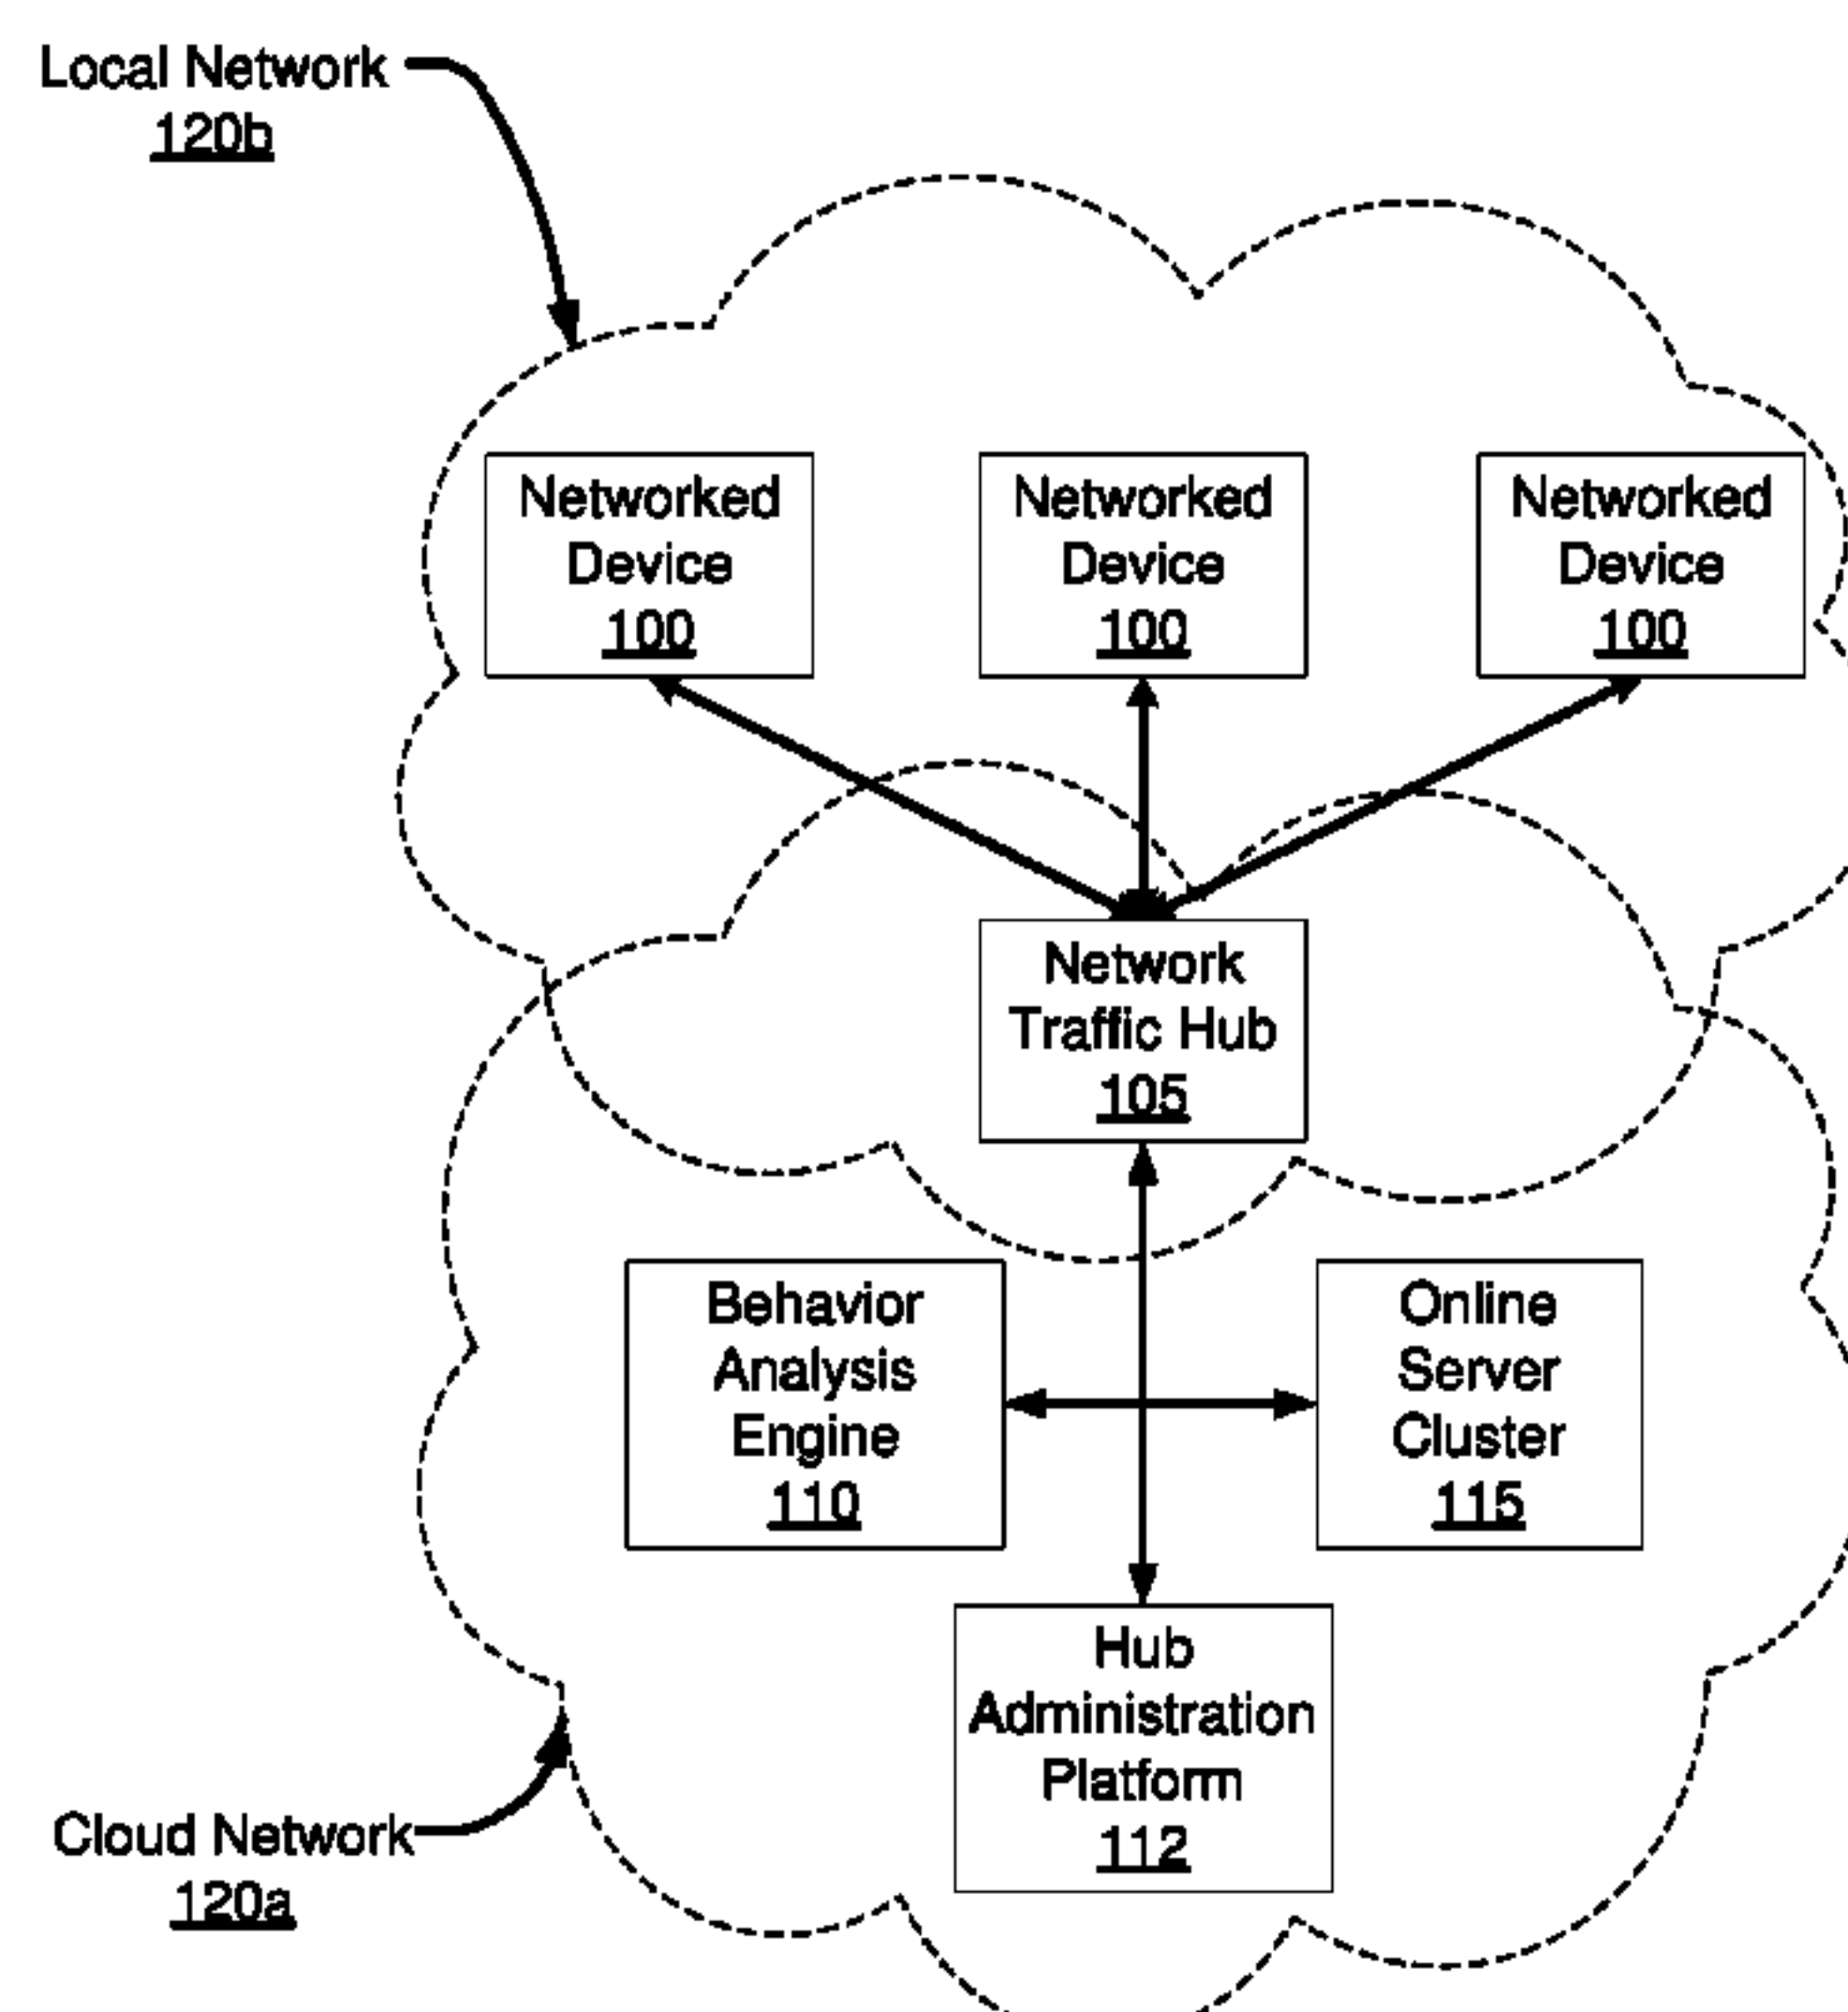 Local Network
120b
Networked
Device
100
Networked
Device
100
Networked
Device
100
Network
Traffic Hub
105
Behavior
Analysis
Engine
110
Online
Server
Cluster
115
Hub
Administration
Platform
112
Cloud Network
120a